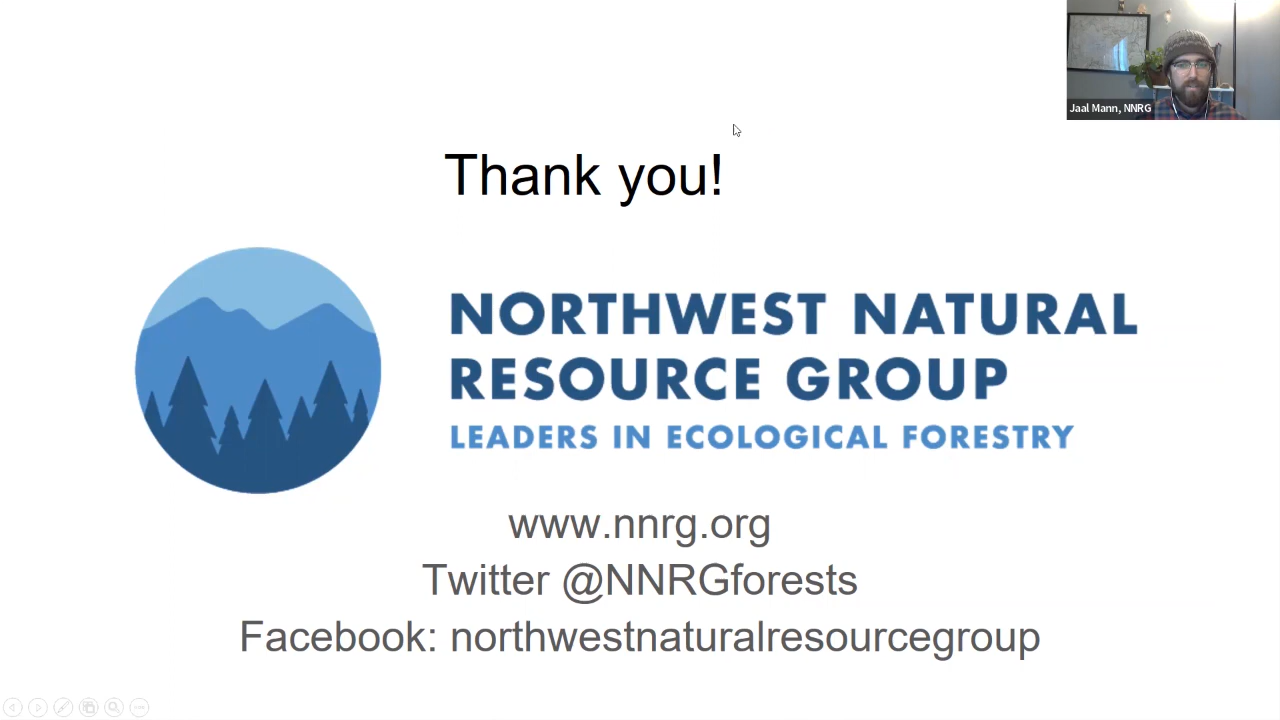 Jaal Mann, NNRG
Thank you!
NORTHWEST NATURAL
RESOURCE GROUP
LEADERS IN ECOLOGICAL FORESTRY
www.nnrg.org
Twitter @NNRGforests
Facebook: northwestnaturalresourcegroup